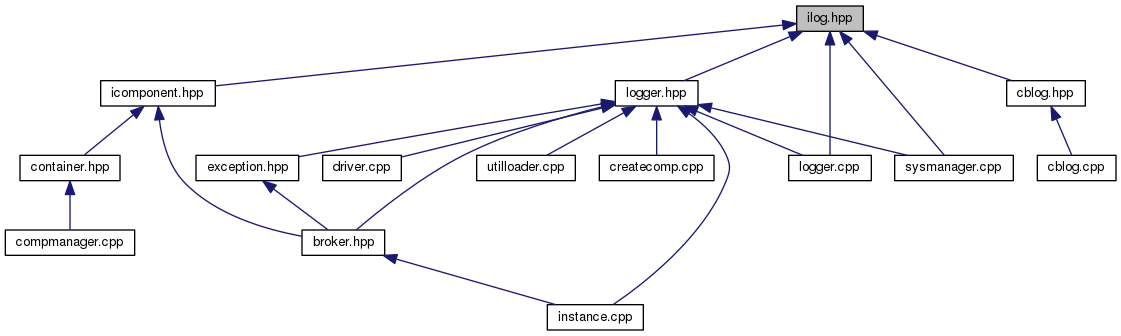 ilog.hpp
icomponent.hpp
logger.hpp
cblog.hpp
container.hpp
exception.hpp
driver.cpp
utilloader.cpp
createcomp.cpp
logger.cpp
sysmanager.cpp
cblog.cpp
compmanager.cpp
broker.hpp
instance.cpp